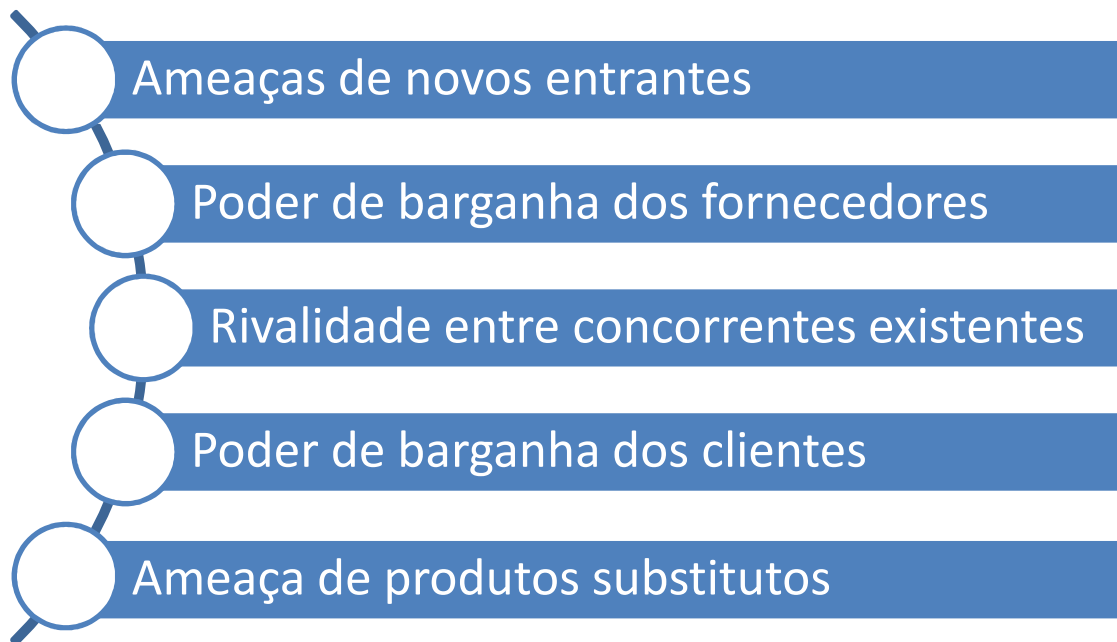 Ameaças de novos entrantes
Poder de barganha dos fornecedores
Rivalidade entre concorrentes existentes
Poder de barganha dos clientes
Ameaça de produtos substitutos